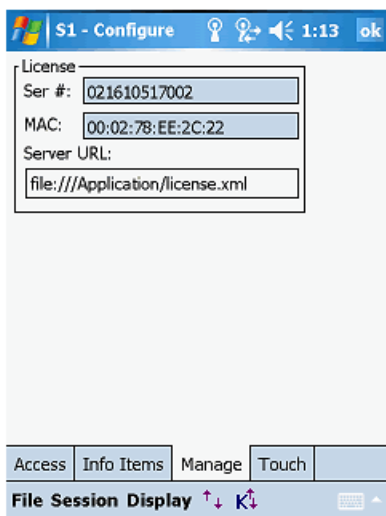 S1 - Configure 1:13 ok
License
Ser #: 021610517002
MAC: 00:02:78:EE:2C:22
Server URL:
file:///Application/license.xml
Access Info Items Manage Touch
File Session Display K